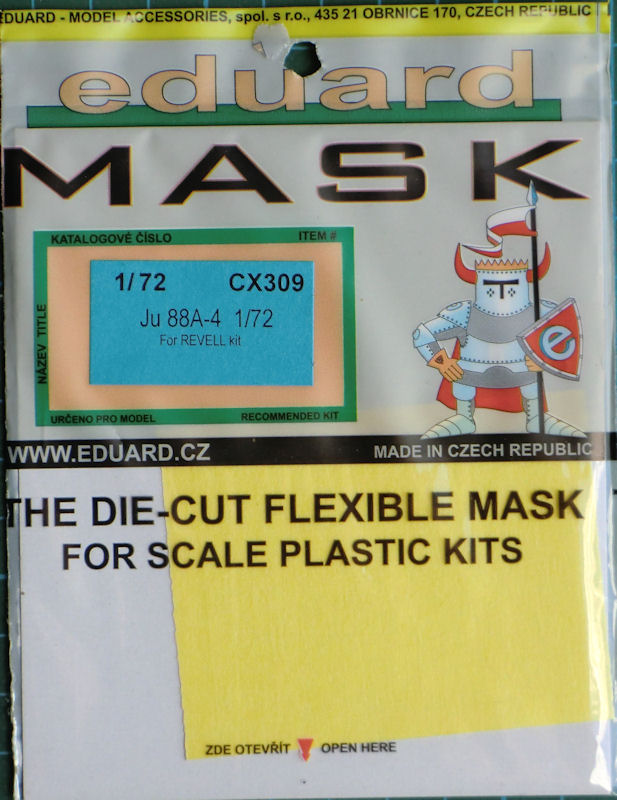 EDUARD - MODEL ACCESSORIES, spol. s r.o., 435 21 OBRNICE 170, CZECH REPUBLIC
eduard
MASK
KATALOGOVÉ ČÍSLO ITEM #
1/72 CX309
Ju 88A-4 1/72
For REVELL kit
NÁZEV TITLE
URČENO PRO MODEL RECOMMENDED KIT
e
WWW.EDUARD.CZ MADE IN CZECH REPUBLIC
THE DIE-CUT FLEXIBLE MASK
FOR SCALE PLASTIC KITS
ZDE OTEVŘÍT OPEN HERE